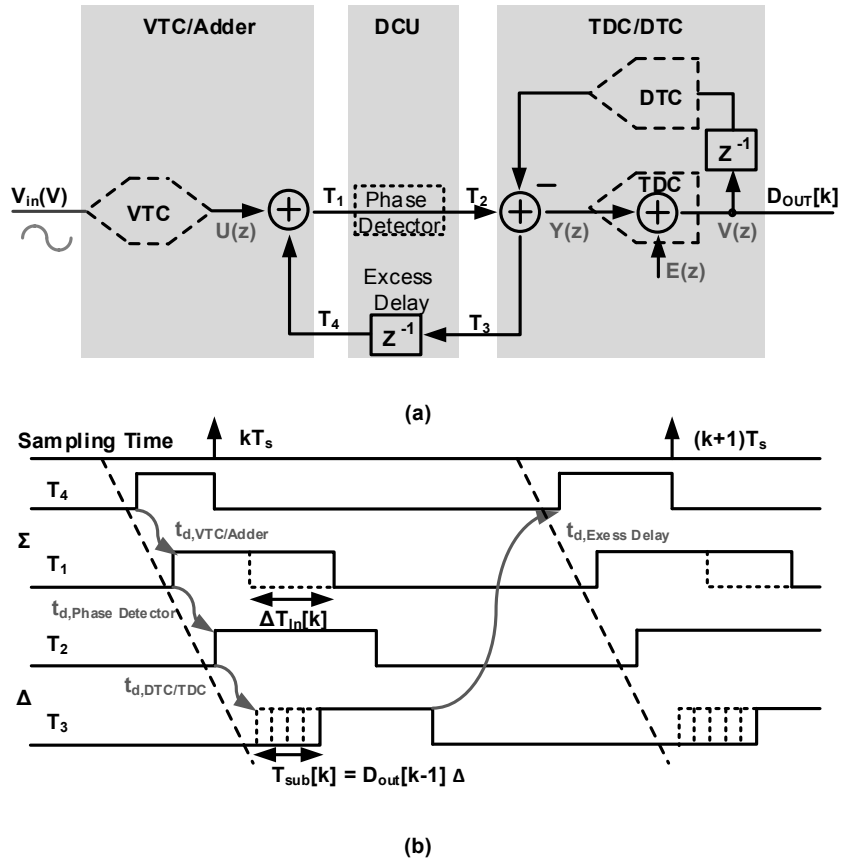 VTC/Adder
DCU
TDC/DTC
DTC
Z -1
Vin(V)
VTC
U(z)
T1
Phase
Detector
T2
Y(z)
TDC
E(z)
V(z)
DOUT[k]
Excess
Delay
T4
Z -1
T3
(a)
Sampling Time
kTs
(k+1)Ts
T4
td,VTC/Adder
td,Exess Delay
Σ
T1
td,Phase Detector
ΔTIn[k]
T2
td,DTC/TDC
Δ
T3
Tsub[k] = Dout[k-1] Δ
(b)